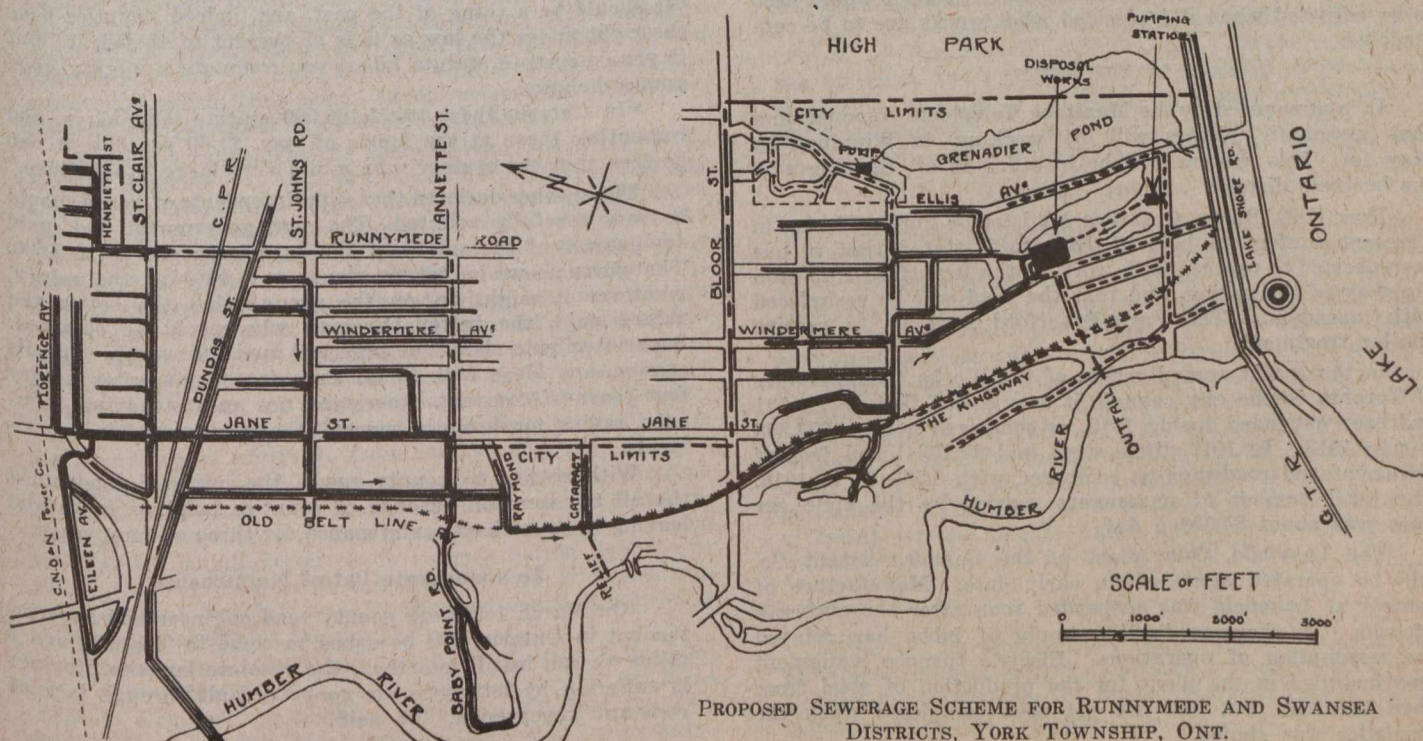 HIGH PARK
PUMPING STATION
DISPOSAL WORKS
CITY LIMITS
PUMP
GRENADIER POND
LAKE SHORE RD
LAKE ONTARIO
ELLIS AVE
HENRIETTA ST
ST. CLAIR AVE
C P R
ST. JOHNS RD.
ANNETTE ST.
N
RUNNYMEDE ROAD
BLOOR ST.
FLORENCE AV.
DUNDAS ST.
WINDERMERE AVE
WINDERMERE AVE
JANE ST.
JANE ST.
THE KINGSWAY
CITY LIMITS
RAYMOND
CATARACT
OLD BELT LINE
EILEEN AV.
RELIEF
OUTFALL
HUMBER RIVER
G. T. R.
BABY POINT RD.
HUMBER RIVER
SCALE OF FEET
0 1000 2000 3000
PROPOSED SEWERAGE SCHEME FOR RUNNYMEDE AND SWANSEA
DISTRICTS, YORK TOWNSHIP, ONT.